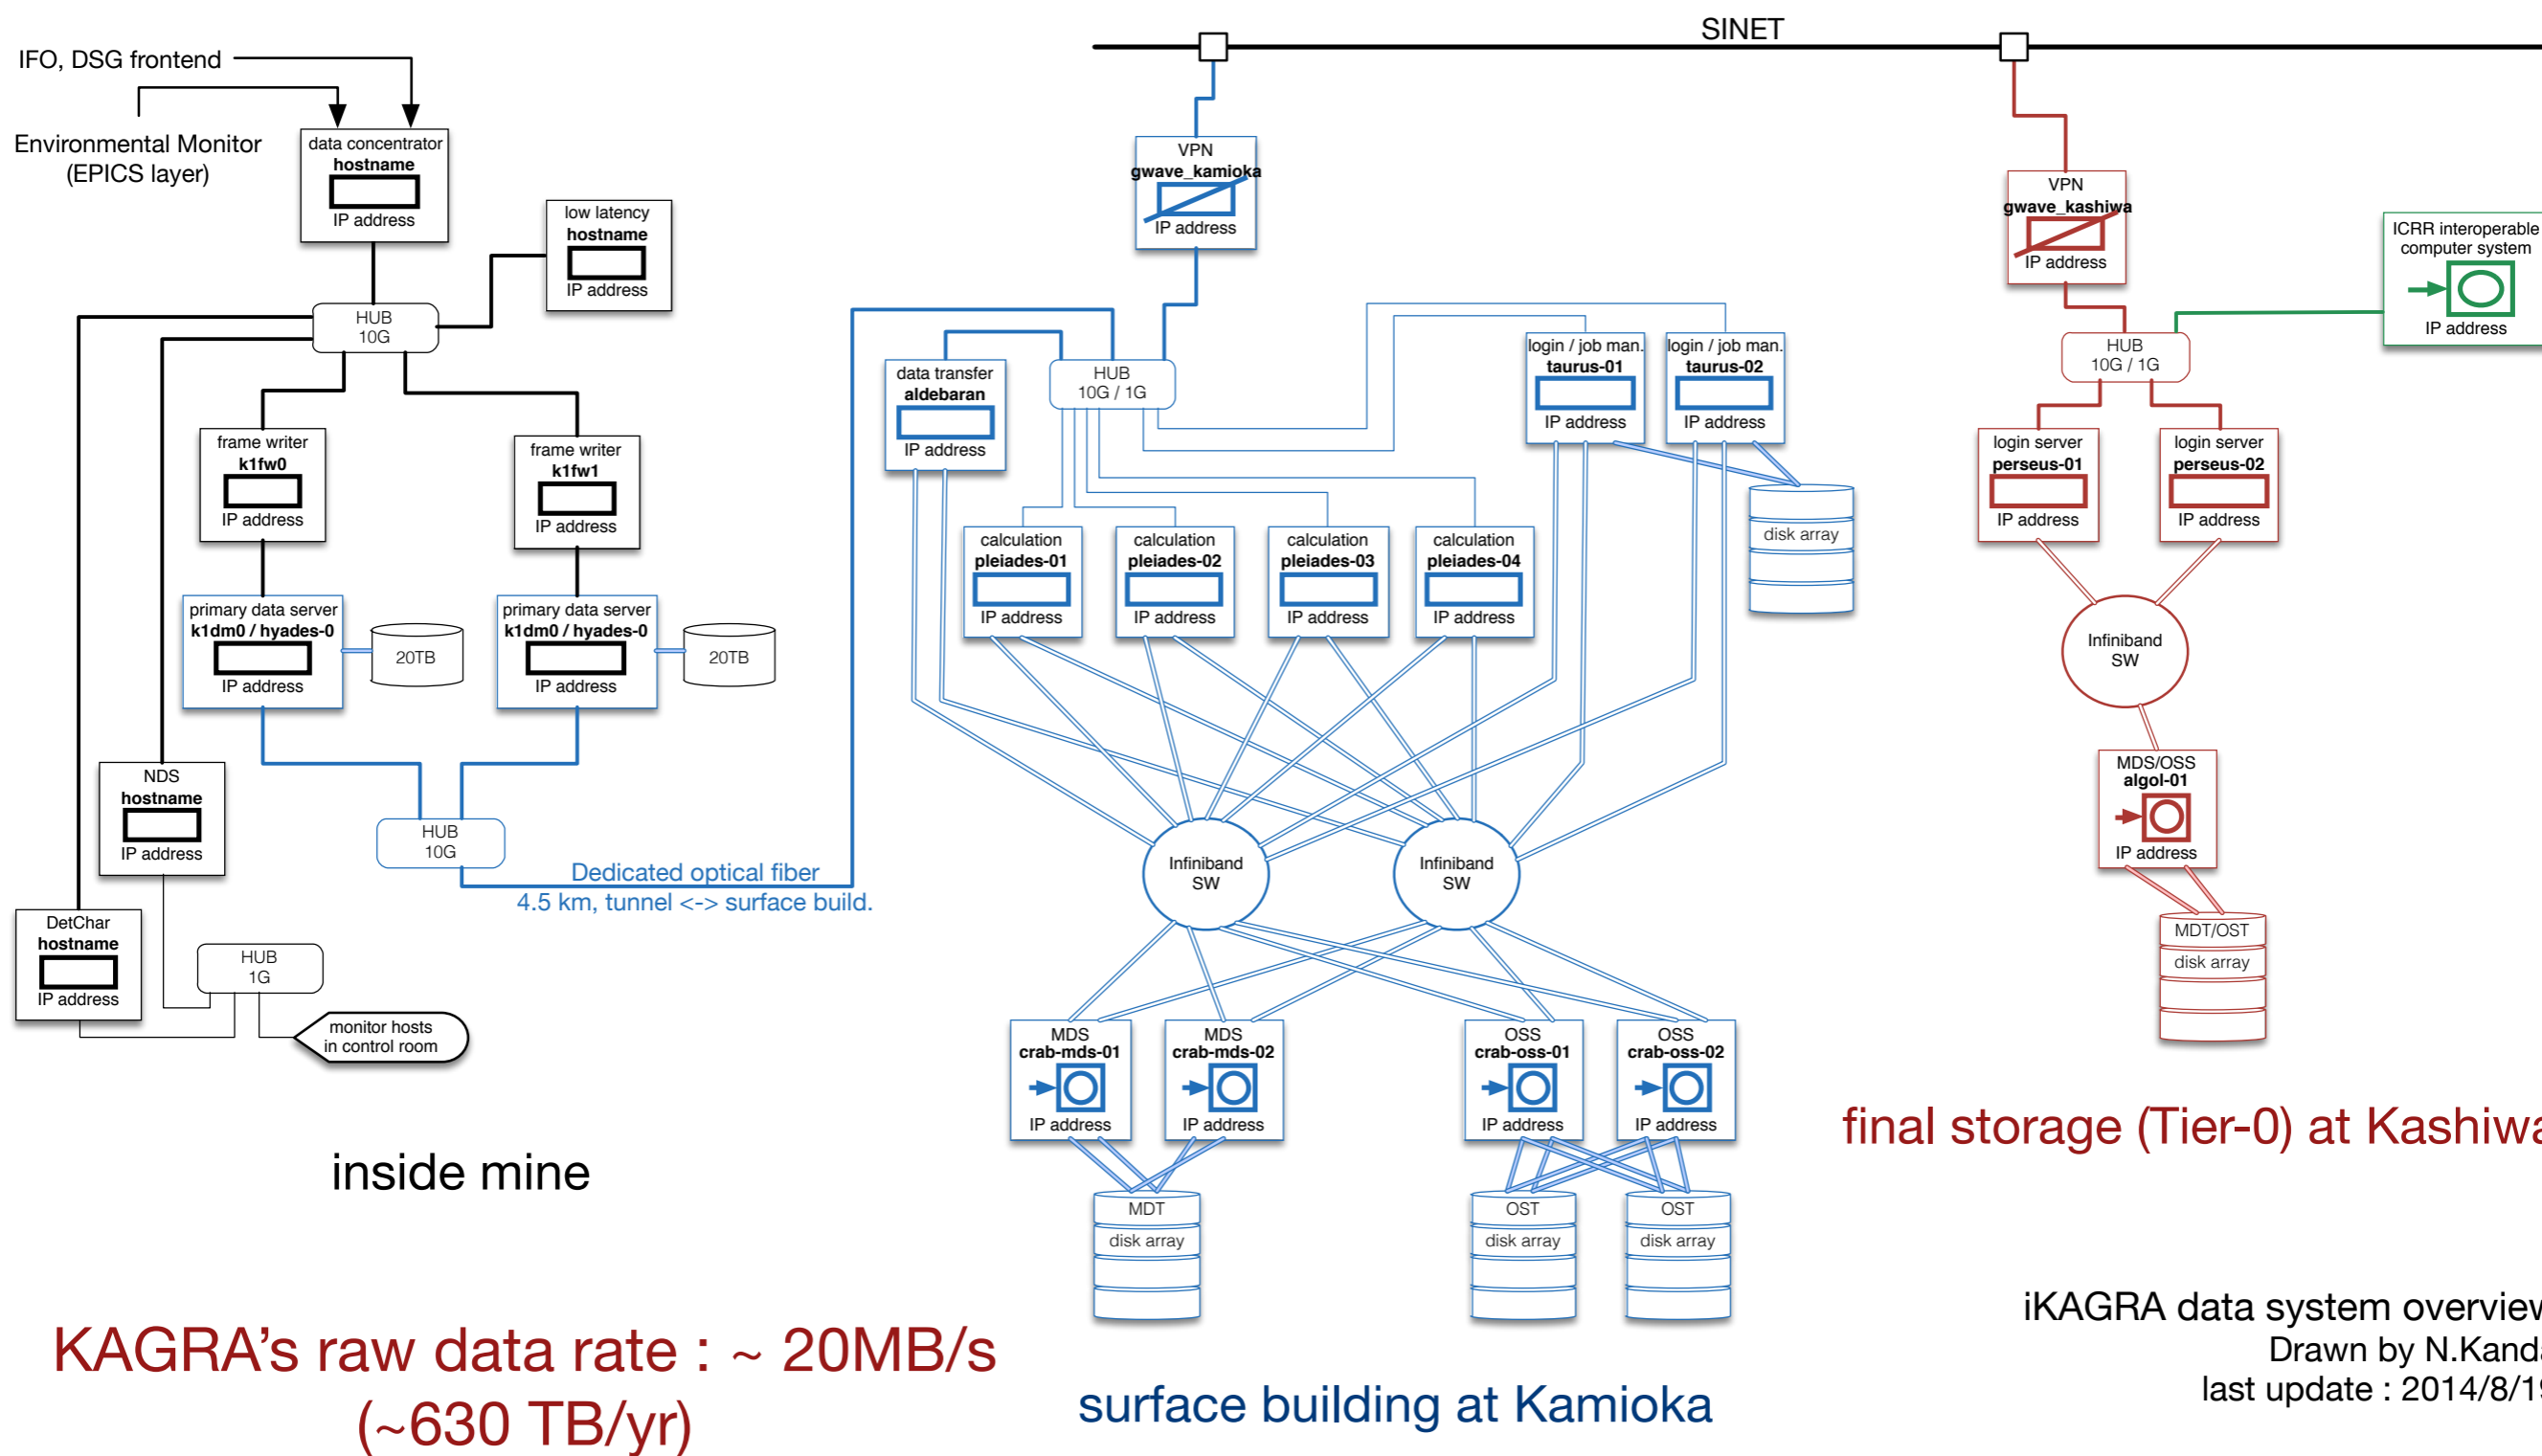 SINET
IFO, DSG frontend
Environmental Monitor
(EPICS layer)
data concentrator
hostname
IP address
low latency
hostname
IP address
HUB
10G
frame writer
k1fw0
IP address
frame writer
k1fw1
IP address
primary data server
k1dm0 / hyades-0
IP address
20TB
primary data server
k1dm0 / hyades-0
IP address
20TB
NDS
hostname
IP address
HUB
10G
Dedicated optical fiber
4.5 km, tunnel <-> surface build.
DetChar
hostname
IP address
HUB
1G
monitor hosts
in control room
inside mine
VPN
gwave_kamioka
IP address
data transfer
aldebaran
IP address
HUB
10G / 1G
login / job man.
taurus-01
IP address
login / job man.
taurus-02
IP address
disk array
calculation
pleiades-01
IP address
calculation
pleiades-02
IP address
calculation
pleiades-03
IP address
calculation
pleiades-04
IP address
Infiniband
SW
Infiniband
SW
MDS
crab-mds-01
IP address
MDS
crab-mds-02
IP address
OSS
crab-oss-01
IP address
OSS
crab-oss-02
IP address
MDT
disk array
OST
disk array
OST
disk array
surface building at Kamioka
VPN
gwave_kashiwa
IP address
ICRR interoperable
computer system
IP address
HUB
10G / 1G
login server
perseus-01
IP address
login server
perseus-02
IP address
Infiniband
SW
MDS/OSS
algol-01
IP address
MDT/OST
disk array
final storage (Tier-0) at Kashiwa
KAGRA's raw data rate : ~ 20MB/s
(~630 TB/yr)
iKAGRA data system overview
Drawn by N.Kanda
last update : 2014/8/19